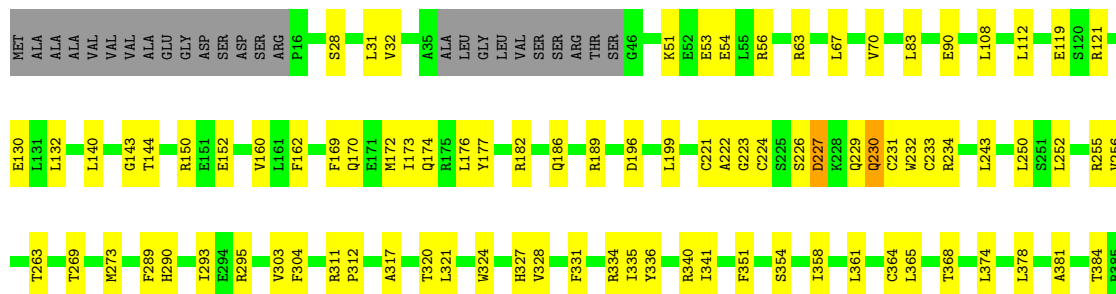 MET ALA ALA ALA VAL VAL VAL ALA GLU GLY ASP SER ASP SER ARG P16 S28 L31 V32 A35 ALA LEU GLY LEU VAL SER SER ARG THR SER G46 K51 E52 E53 E54 L55 R56 R63 L67 V70 L83 E90 L108 L112 E119 S120 R121
E130 L131 L132 L140 G143 T144 R150 E151 E152 V160 L161 F162 F169 Q170 E171 M172 I173 Q174 R175 L176 Y177 R182 Q186 R189 D196 L199 C221 A222 G223 C224 S225 S226 D227 K228 Q229 Q230 C231 W232 C233 R234 L243 L250 S251 L252 R255
T263 T269 M273 F289 H290 I293 E294 R295 V303 F304 R311 P312 A317 T320 L321 W324 H327 V328 F331 R334 I335 Y336 R340 I341 F351 S354 I358 L361 C364 L365 T368 L374 L378 A381 T384